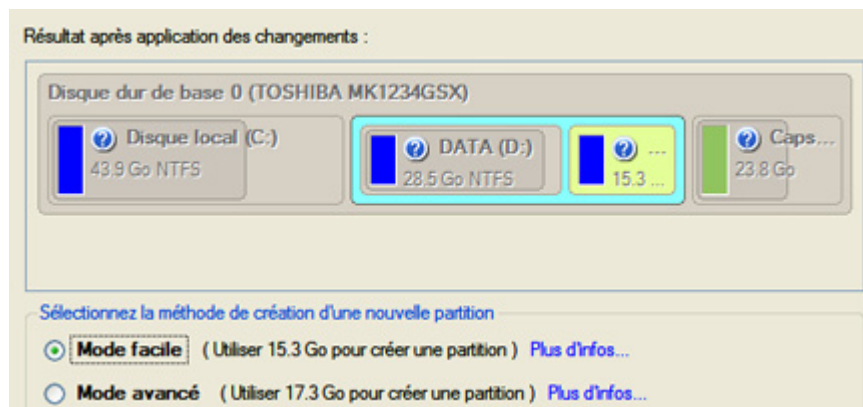 Résultat après application des changements :
Disque dur de base 0 (TOSHIBA MK1234GSX)
Disque local (C:)
43.9 Go NTFS
DATA (D:)
28.5 Go NTFS
...
15.3 ...
Caps...
23.8 Go
Sélectionnez la méthode de création d'une nouvelle partition
Mode facile ( Utiliser 15.3 Go pour créer une partition ) Plus d'infos...
Mode avancé ( Utiliser 17.3 Go pour créer une partition ) Plus d'infos...